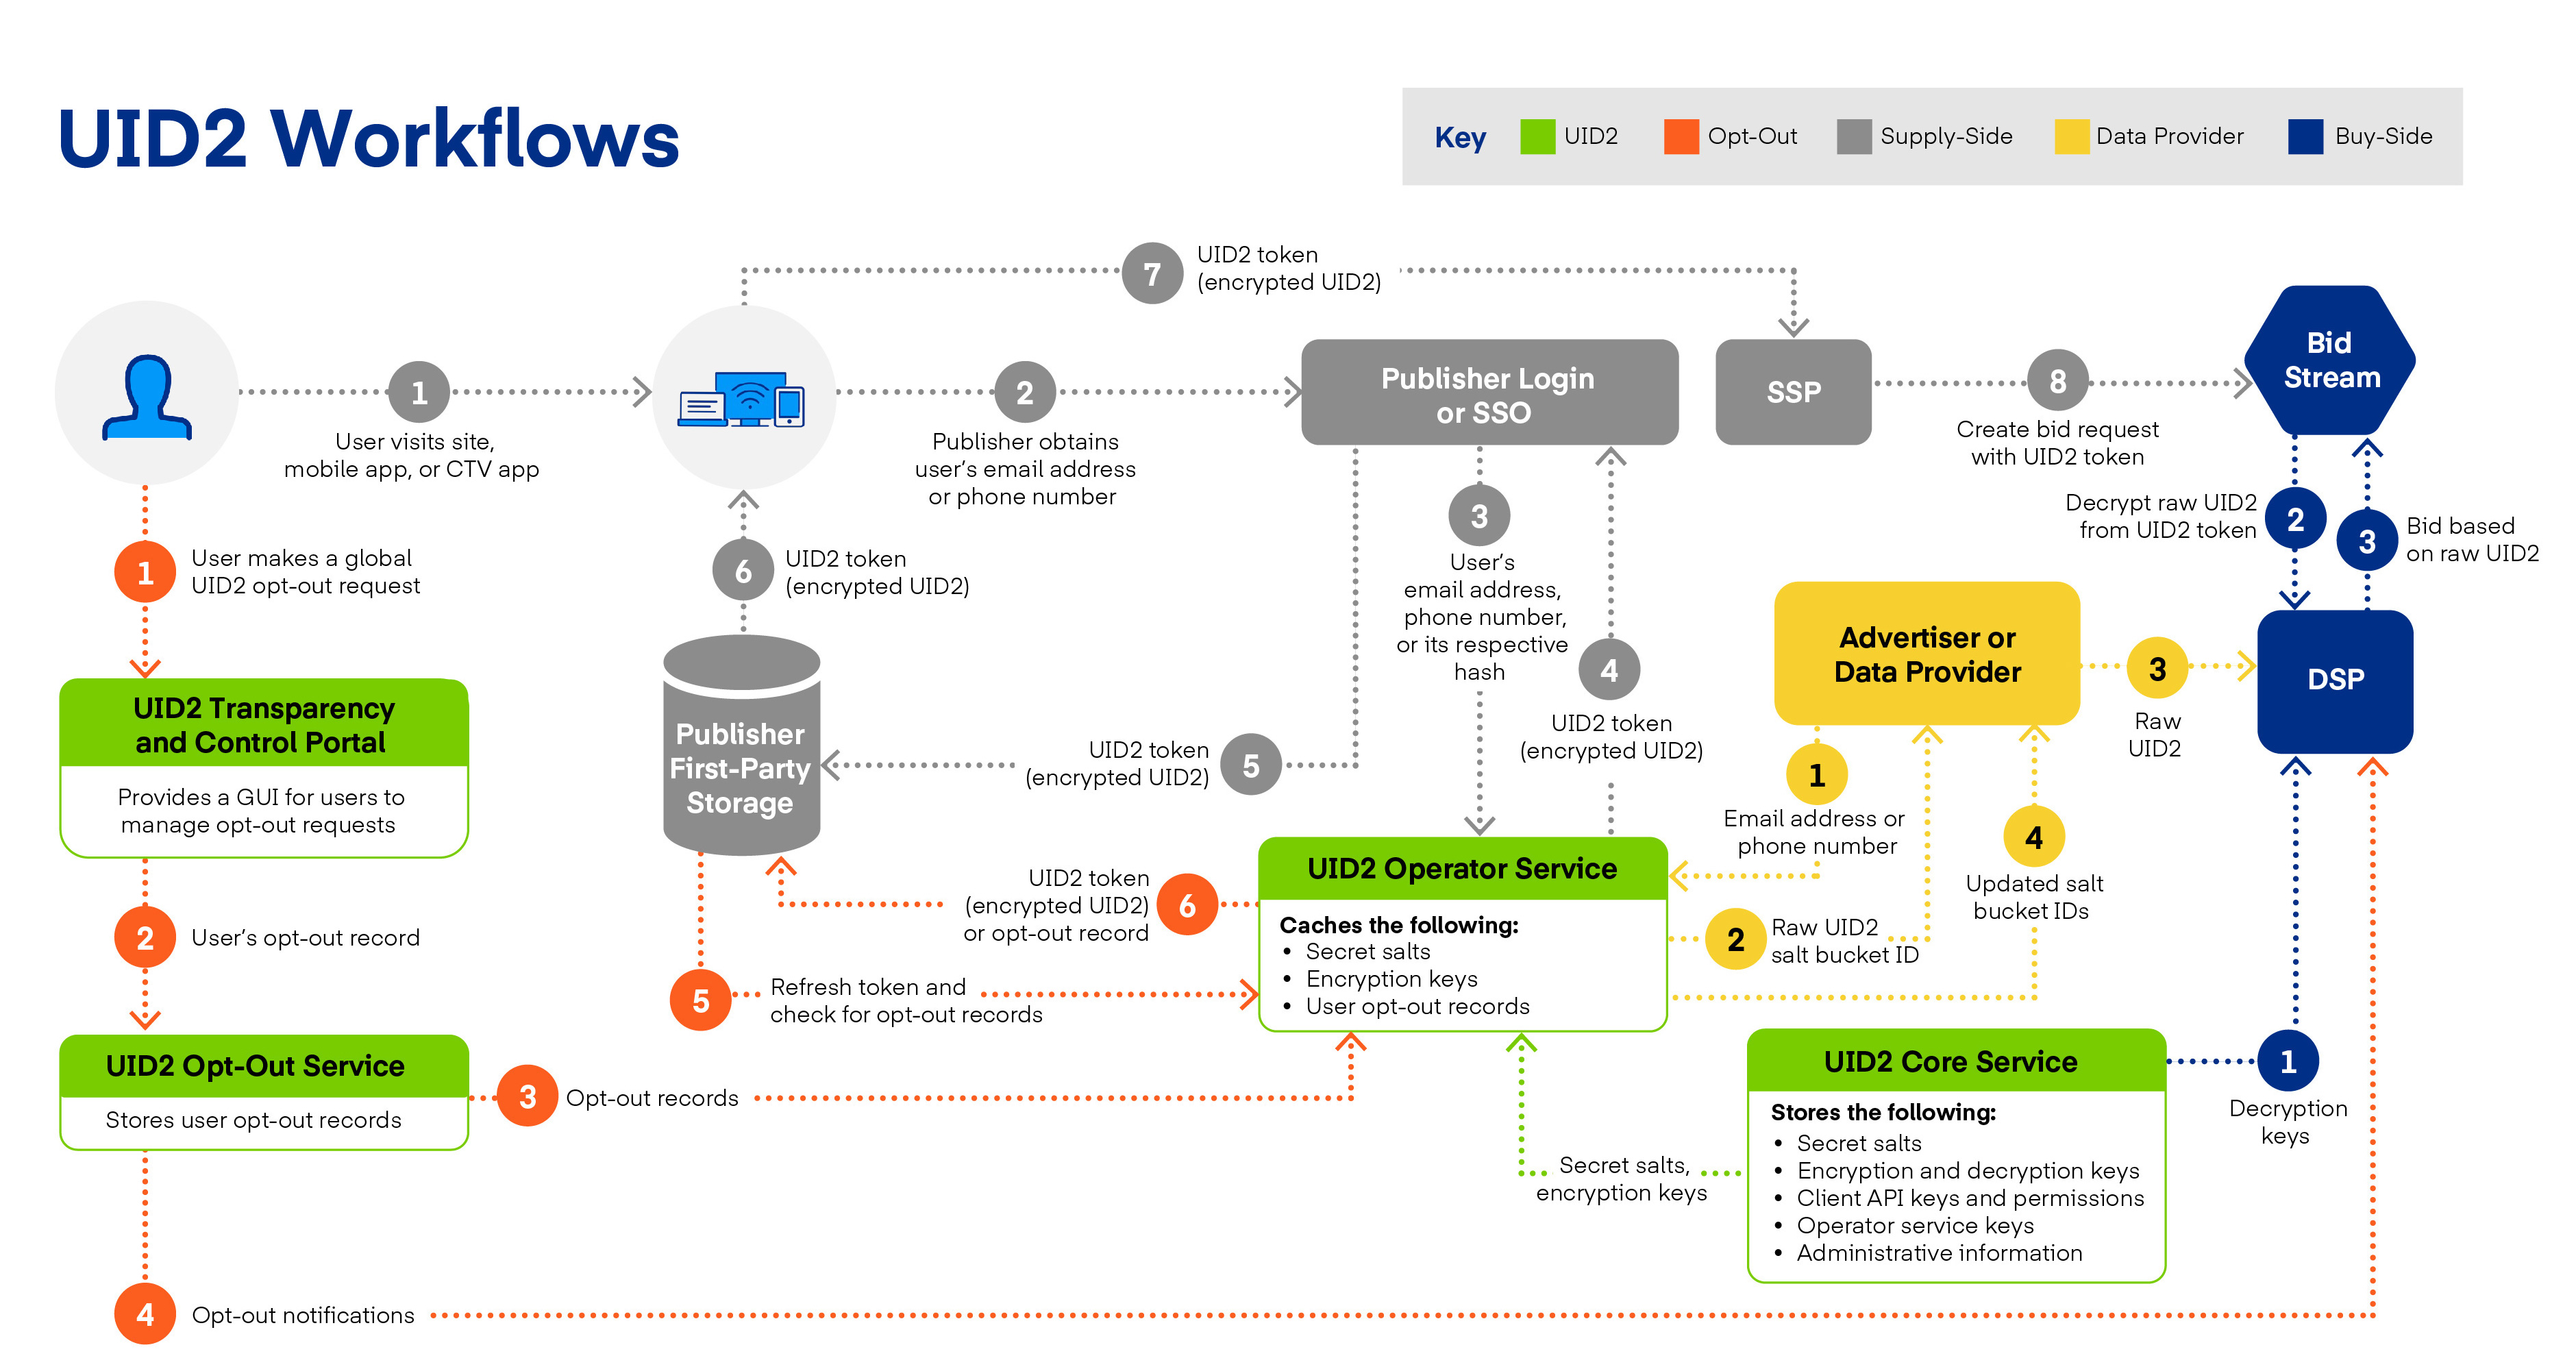 UID2 Workflows
Key
UID2
Opt-Out
Supply-Side
Data Provider
Buy-Side
7
UID2 token
(encrypted UID2)
1
User visits site,
mobile app, or CTV app
2
Publisher obtains
user's email address
or phone number
Publisher Login
or SSO
SSP
8
Create bid request
with UID2 token
Bid
Stream
1
User makes a global
UID2 opt-out request
6
UID2 token
(encrypted UID2)
3
User's
email address,
phone number,
or its respective
hash
4
UID2 token
(encrypted UID2)
Decrypt raw UID2
from UID2 token
2
3
Bid based
on raw UID2
Advertiser or
Data Provider
3
Raw
UID2
DSP
UID2 Transparency
and Control Portal
Provides a GUI for users to
manage opt-out requests
Publisher
First-Party
Storage
UID2 token
(encrypted UID2)
5
1
Email address or
phone number
4
Updated salt
bucket IDs
2
User's opt-out record
UID2 token
(encrypted UID2)
or opt-out record
6
UID2 Operator Service
Caches the following:
• Secret salts
• Encryption keys
• User opt-out records
2
Raw UID2
salt bucket ID
5
Refresh token and
check for opt-out records
UID2 Opt-Out Service
Stores user opt-out records
3
Opt-out records
Secret salts,
encryption keys
UID2 Core Service
Stores the following:
• Secret salts
• Encryption and decryption keys
• Client API keys and permissions
• Operator service keys
• Administrative information
1
Decryption
keys
4
Opt-out notifications